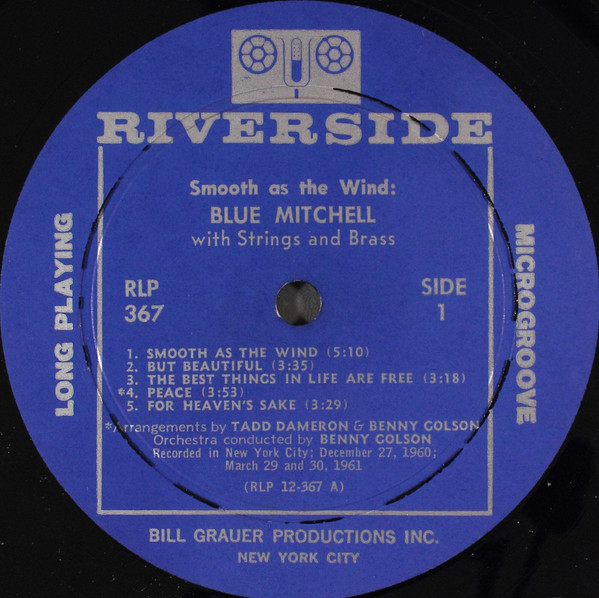 RIVERSIDE
Smooth as the Wind:
BLUE MITCHELL
with Strings and Brass
LONG PLAYING
MICROGROOVE
RLP
367
SIDE
1
1. SMOOTH AS THE WIND (5:10)
2. BUT BEAUTIFUL (3:35)
3. THE BEST THINGS IN LIFE ARE FREE (3:18)
*4. PEACE (3:53)
5. FOR HEAVEN'S SAKE (3:29)
*Arrangements by TADD DAMERON & BENNY GOLSON
Orchestra conducted by BENNY GOLSON
Recorded in New York City; December 27, 1960;
March 29 and 30, 1961
(RLP 12-367 A)
BILL GRAUER PRODUCTIONS INC.
NEW YORK CITY